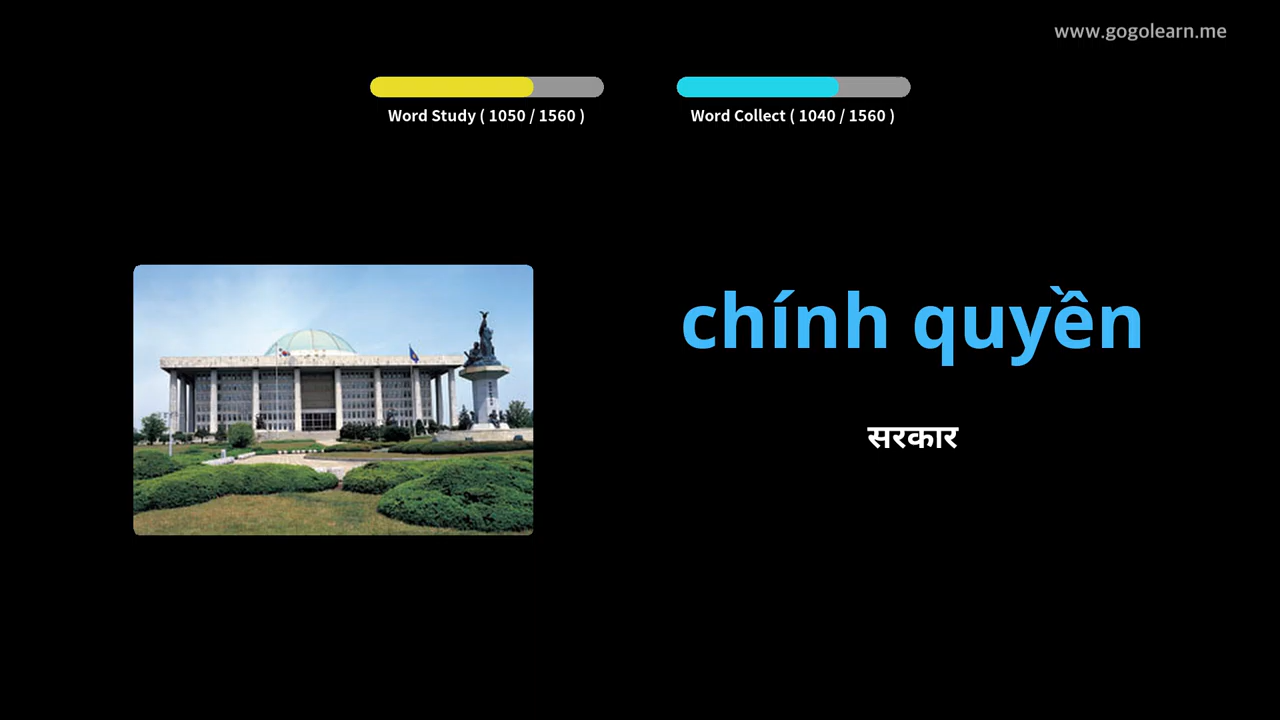 www.gogolearn.me
Word Study ( 1050 / 1560 )
Word Collect ( 1040 / 1560 )
chính quyền
सरकार